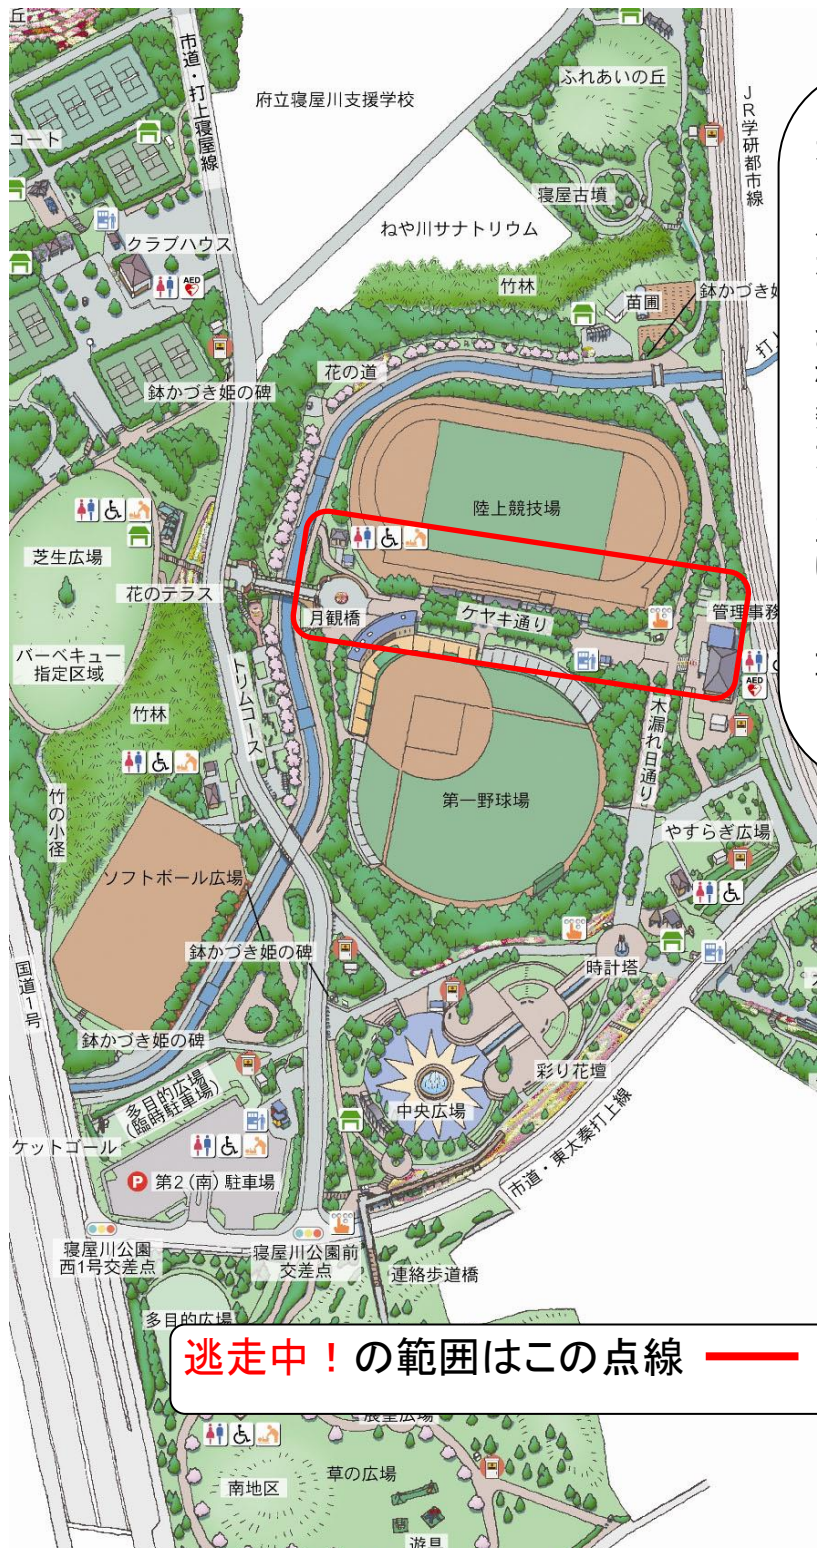 丘
市道・打上寝屋線
府立寝屋川支援学校
ふれあいの丘
JR学研都市線
コート
寝屋古墳
ねや川サナトリウム
クラブハウス
AED
竹林
苗圃
鉢かづき
打上
花の道
鉢かづき姫の碑
陸上競技場
芝生広場
花のテラス
月観橋
ケヤキ通り
管理事務
AED
バーベキュー
指定区域
トリムコース
竹林
木漏れ日通り
竹の小径
第一野球場
やすらぎ広場
ソフトボール広場
鉢かづき姫の碑
国道1号
時計塔
鉢かづき姫の碑
多目的広場
(臨時駐車場)
彩り花壇
中央広場
ケットゴール
P 第2(南)駐車場
市道・東太秦打上線
寝屋川公園
西1号交差点
寝屋川公園前
交差点
連絡歩道橋
多目的広場
逃走中！の範囲はこの点線
展望広場
草の広場
南地区
遊具